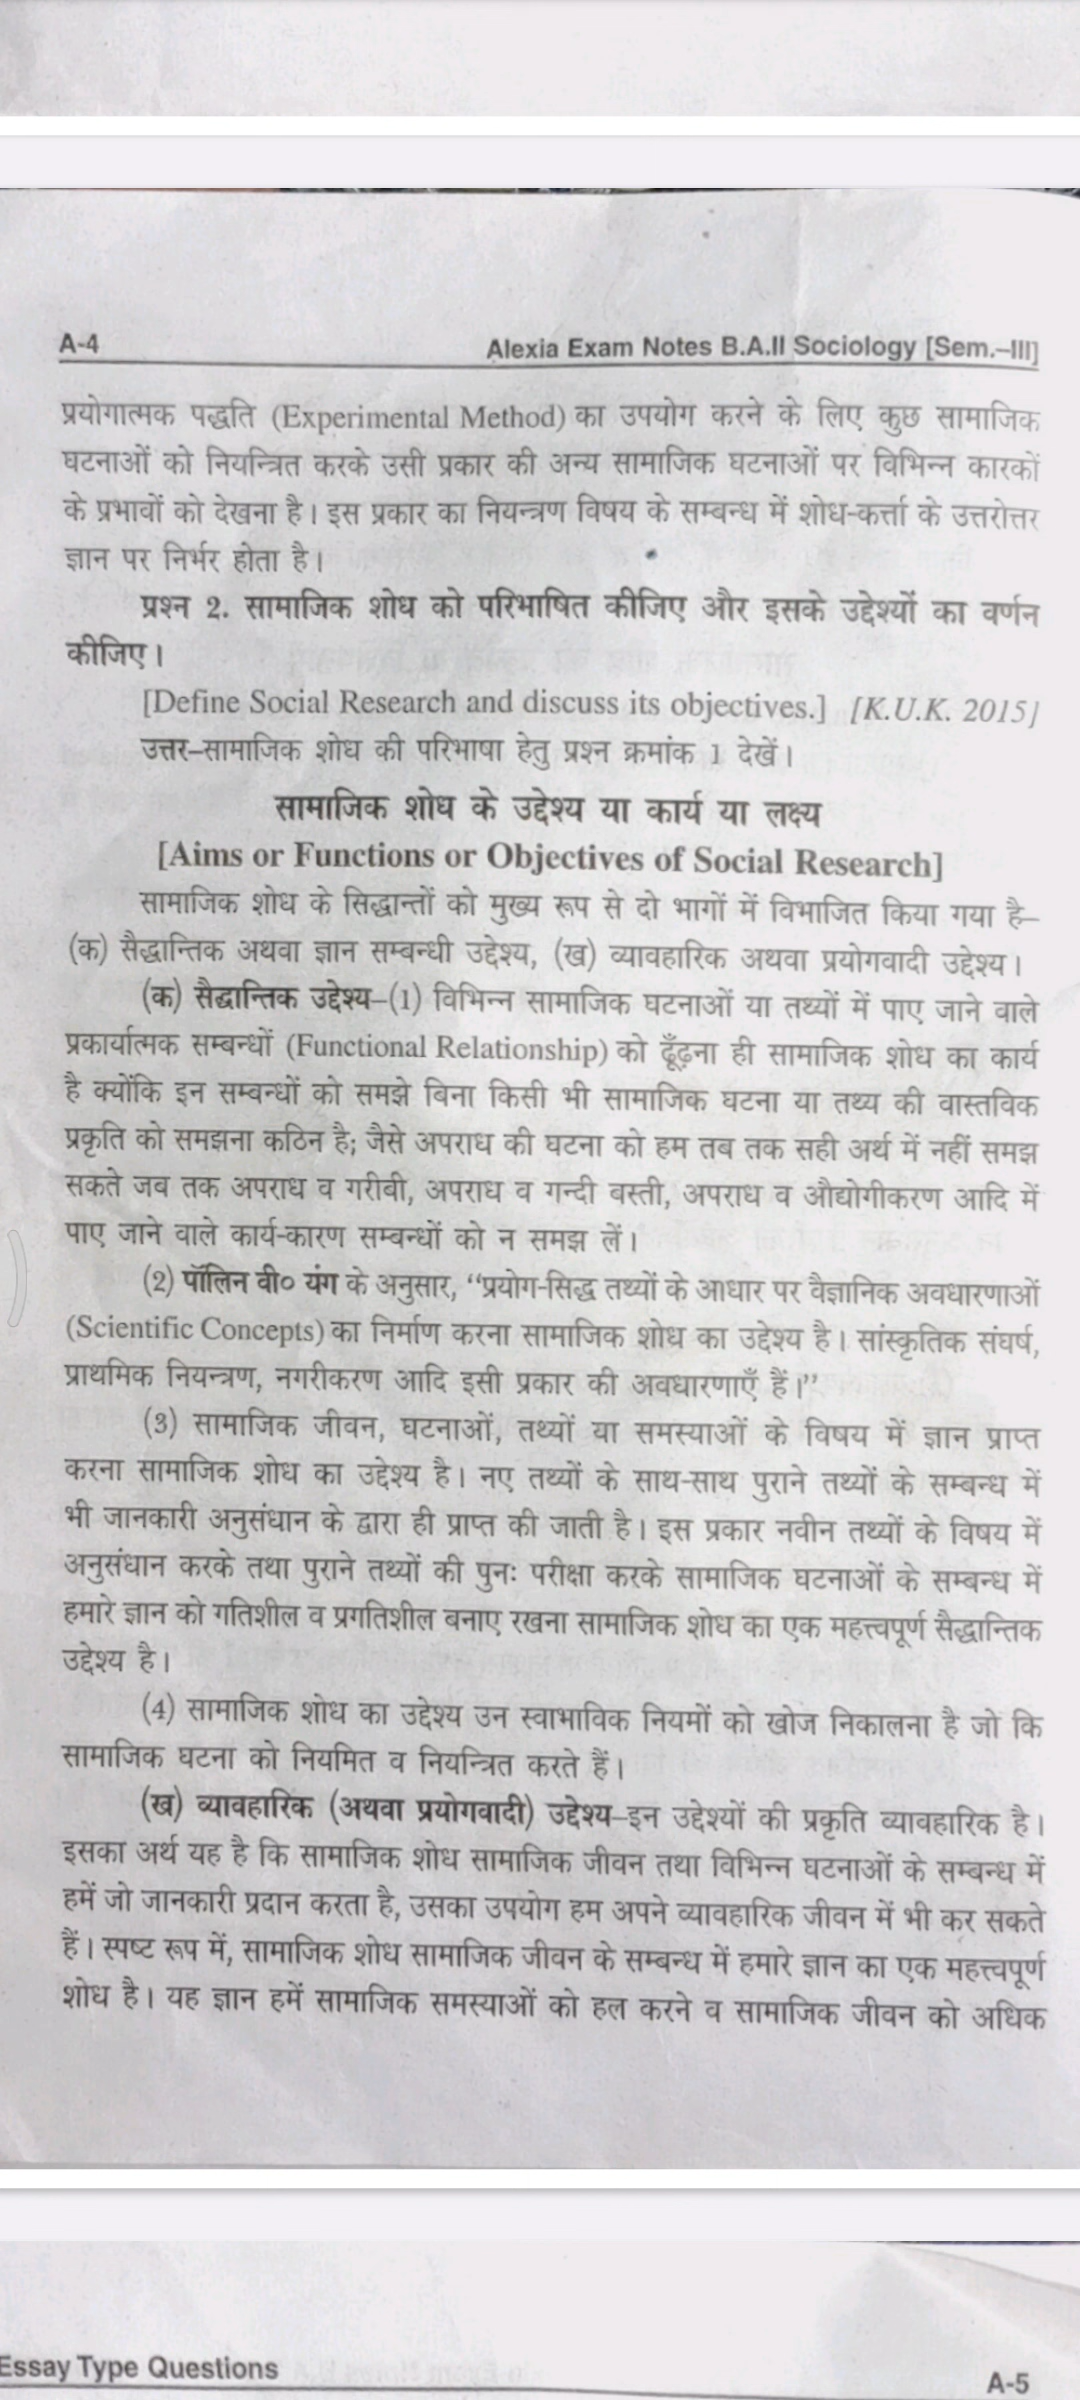 A-4
Alexia Exam Notes B.A.II Sociology [Sem.–III]
प्रयोगात्मक पद्धति (Experimental Method) का उपयोग करने के लिए कुछ सामाजिक
घटनाओं को नियन्त्रित करके उसी प्रकार की अन्य सामाजिक घटनाओं पर विभिन्न कारकों
के प्रभावों को देखना है। इस प्रकार का नियन्त्रण विषय के सम्बन्ध में शोध-कर्त्ता के उत्तरोत्तर
ज्ञान पर निर्भर होता है।
प्रश्न 2. सामाजिक शोध को परिभाषित कीजिए और इसके उद्देश्यों का वर्णन
कीजिए।
[Define Social Research and discuss its objectives.] [K.U.K. 2015]
उत्तर–सामाजिक शोध की परिभाषा हेतु प्रश्न क्रमांक 1 देखें।
सामाजिक शोध के उद्देश्य या कार्य या लक्ष्य
[Aims or Functions or Objectives of Social Research]
सामाजिक शोध के सिद्धान्तों को मुख्य रूप से दो भागों में विभाजित किया गया है–
(क) सैद्धान्तिक अथवा ज्ञान सम्बन्धी उद्देश्य, (ख) व्यावहारिक अथवा प्रयोगवादी उद्देश्य।
(क) सैद्धान्तिक उद्देश्य–(1) विभिन्न सामाजिक घटनाओं या तथ्यों में पाए जाने वाले
प्रकार्यात्मक सम्बन्धों (Functional Relationship) को ढूँढ़ना ही सामाजिक शोध का कार्य
है क्योंकि इन सम्बन्धों को समझे बिना किसी भी सामाजिक घटना या तथ्य की वास्तविक
प्रकृति को समझना कठिन है; जैसे अपराध की घटना को हम तब तक सही अर्थ में नहीं समझ
सकते जब तक अपराध व गरीबी, अपराध व गन्दी बस्ती, अपराध व औद्योगीकरण आदि में
पाए जाने वाले कार्य-कारण सम्बन्धों को न समझ लें।
(2) पॉलिन वी० यंग के अनुसार, “प्रयोग-सिद्ध तथ्यों के आधार पर वैज्ञानिक अवधारणाओं
(Scientific Concepts) का निर्माण करना सामाजिक शोध का उद्देश्य है। सांस्कृतिक संघर्ष,
प्राथमिक नियन्त्रण, नगरीकरण आदि इसी प्रकार की अवधारणाएँ हैं।”
(3) सामाजिक जीवन, घटनाओं, तथ्यों या समस्याओं के विषय में ज्ञान प्राप्त
करना सामाजिक शोध का उद्देश्य है। नए तथ्यों के साथ-साथ पुराने तथ्यों के सम्बन्ध में
भी जानकारी अनुसंधान के द्वारा ही प्राप्त की जाती है। इस प्रकार नवीन तथ्यों के विषय में
अनुसंधान करके तथा पुराने तथ्यों की पुनः परीक्षा करके सामाजिक घटनाओं के सम्बन्ध में
हमारे ज्ञान को गतिशील व प्रगतिशील बनाए रखना सामाजिक शोध का एक महत्त्वपूर्ण सैद्धान्तिक
उद्देश्य है।
(4) सामाजिक शोध का उद्देश्य उन स्वाभाविक नियमों को खोज निकालना है जो कि
सामाजिक घटना को नियमित व नियन्त्रित करते हैं।
(ख) व्यावहारिक (अथवा प्रयोगवादी) उद्देश्य–इन उद्देश्यों की प्रकृति व्यावहारिक है।
इसका अर्थ यह है कि सामाजिक शोध सामाजिक जीवन तथा विभिन्न घटनाओं के सम्बन्ध में
हमें जो जानकारी प्रदान करता है, उसका उपयोग हम अपने व्यावहारिक जीवन में भी कर सकते
हैं। स्पष्ट रूप में, सामाजिक शोध सामाजिक जीवन के सम्बन्ध में हमारे ज्ञान का एक महत्त्वपूर्ण
शोध है। यह ज्ञान हमें सामाजिक समस्याओं को हल करने व सामाजिक जीवन को अधिक
Essay Type Questions
A-5